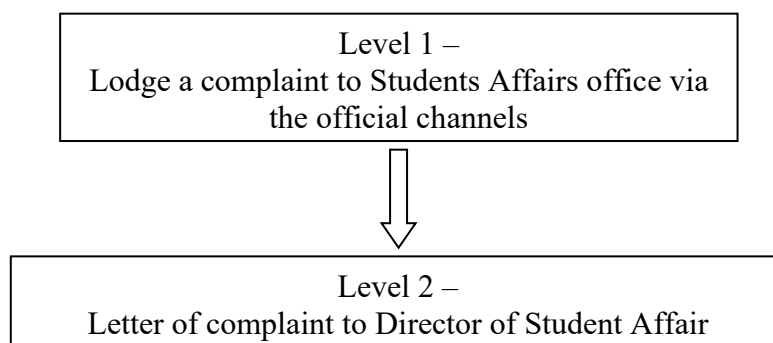 Level 1 –
Lodge a complaint to Students Affairs office via
the official channels
Level 2 –
Letter of complaint to Director of Student Affair